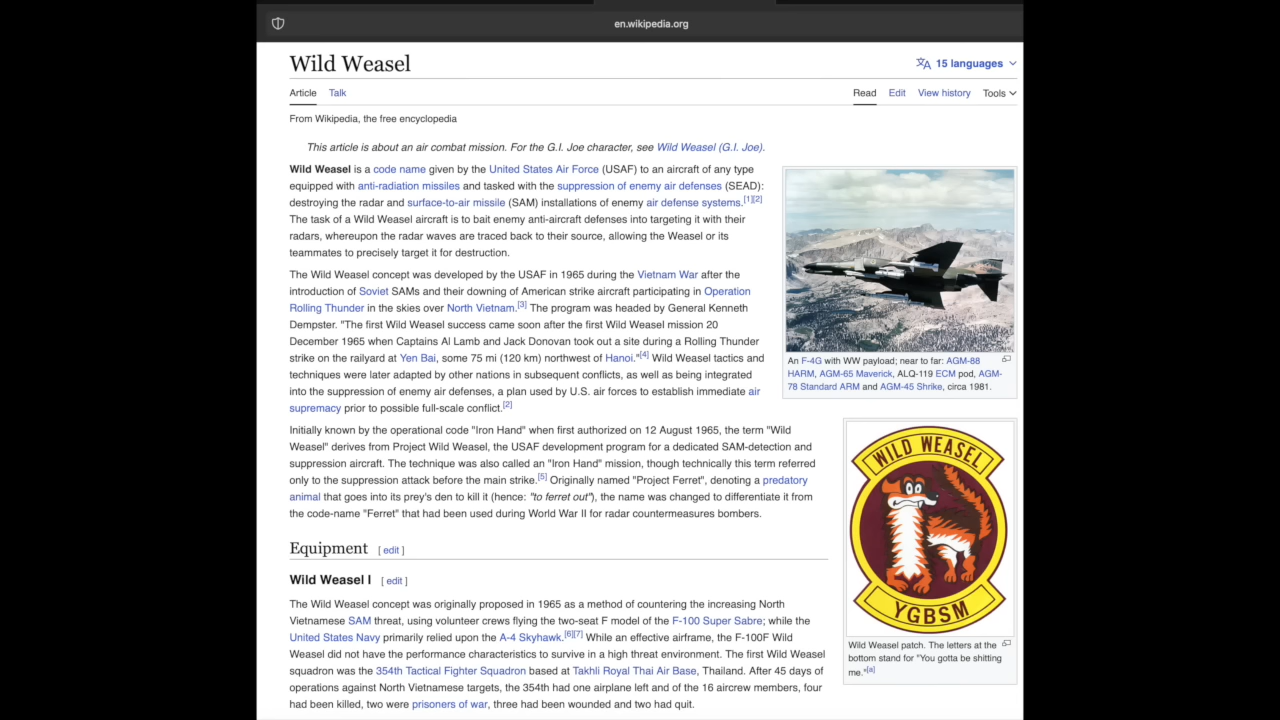 en.wikipedia.org
Wild Weasel
15 languages
Article Talk
Read Edit View history Tools
From Wikipedia, the free encyclopedia
This article is about an air combat mission. For the G.I. Joe character, see Wild Weasel (G.I. Joe).
Wild Weasel is a code name given by the United States Air Force (USAF) to an aircraft of any type
equipped with anti-radiation missiles and tasked with the suppression of enemy air defenses (SEAD):
destroying the radar and surface-to-air missile (SAM) installations of enemy air defense systems.[1][2]
The task of a Wild Weasel aircraft is to bait enemy anti-aircraft defenses into targeting it with their
radars, whereupon the radar waves are traced back to their source, allowing the Weasel or its
teammates to precisely target it for destruction.
The Wild Weasel concept was developed by the USAF in 1965 during the Vietnam War after the
introduction of Soviet SAMs and their downing of American strike aircraft participating in Operation
Rolling Thunder in the skies over North Vietnam.[3] The program was headed by General Kenneth
Dempster. "The first Wild Weasel success came soon after the first Wild Weasel mission 20
December 1965 when Captains Al Lamb and Jack Donovan took out a site during a Rolling Thunder
strike on the railyard at Yen Bai, some 75 mi (120 km) northwest of Hanoi."[4] Wild Weasel tactics and
techniques were later adapted by other nations in subsequent conflicts, as well as being integrated
into the suppression of enemy air defenses, a plan used by U.S. air forces to establish immediate air
supremacy prior to possible full-scale conflict.[2]
An F-4G with WW payload; near to far: AGM-88
HARM, AGM-65 Maverick, ALQ-119 ECM pod, AGM-
78 Standard ARM and AGM-45 Shrike, circa 1981.
Initially known by the operational code "Iron Hand" when first authorized on 12 August 1965, the term "Wild
Weasel" derives from Project Wild Weasel, the USAF development program for a dedicated SAM-detection and
suppression aircraft. The technique was also called an "Iron Hand" mission, though technically this term referred
only to the suppression attack before the main strike.[5] Originally named "Project Ferret", denoting a predatory
animal that goes into its prey's den to kill it (hence: "to ferret out"), the name was changed to differentiate it from
the code-name "Ferret" that had been used during World War II for radar countermeasures bombers.
WILD WEASEL
YGBSM
Wild Weasel patch. The letters at the
bottom stand for "You gotta be shitting
me."[a]
Equipment [ edit ]
Wild Weasel I [ edit ]
The Wild Weasel concept was originally proposed in 1965 as a method of countering the increasing North
Vietnamese SAM threat, using volunteer crews flying the two-seat F model of the F-100 Super Sabre; while the
United States Navy primarily relied upon the A-4 Skyhawk.[6][7] While an effective airframe, the F-100F Wild
Weasel did not have the performance characteristics to survive in a high threat environment. The first Wild Weasel
squadron was the 354th Tactical Fighter Squadron based at Takhli Royal Thai Air Base, Thailand. After 45 days of
operations against North Vietnamese targets, the 354th had one airplane left and of the 16 aircrew members, four
had been killed, two were prisoners of war, three had been wounded and two had quit.